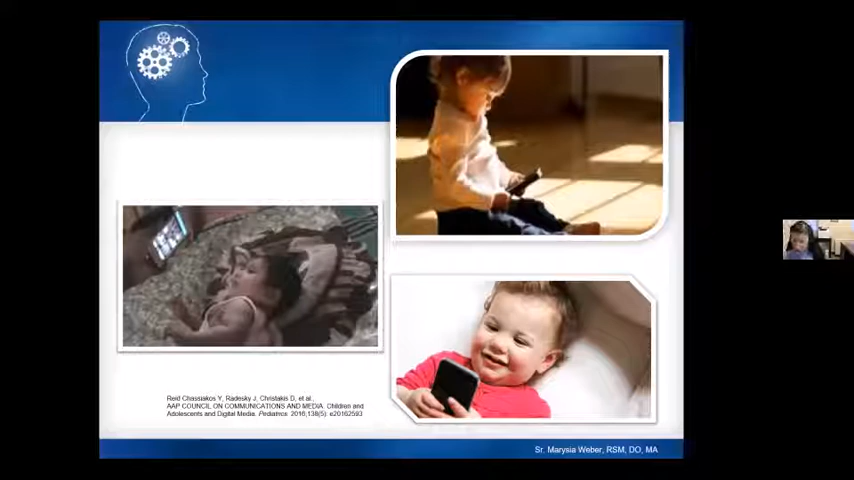 Reid Chassiakos Y, Radesky J, Christakis D, et al.,
AAP COUNCIL ON COMMUNICATIONS AND MEDIA. Children and
Adolescents and Digital Media. Pediatrics. 2016;138(5): e20162593
Sr. Marysia Weber, RSM, DO, MA